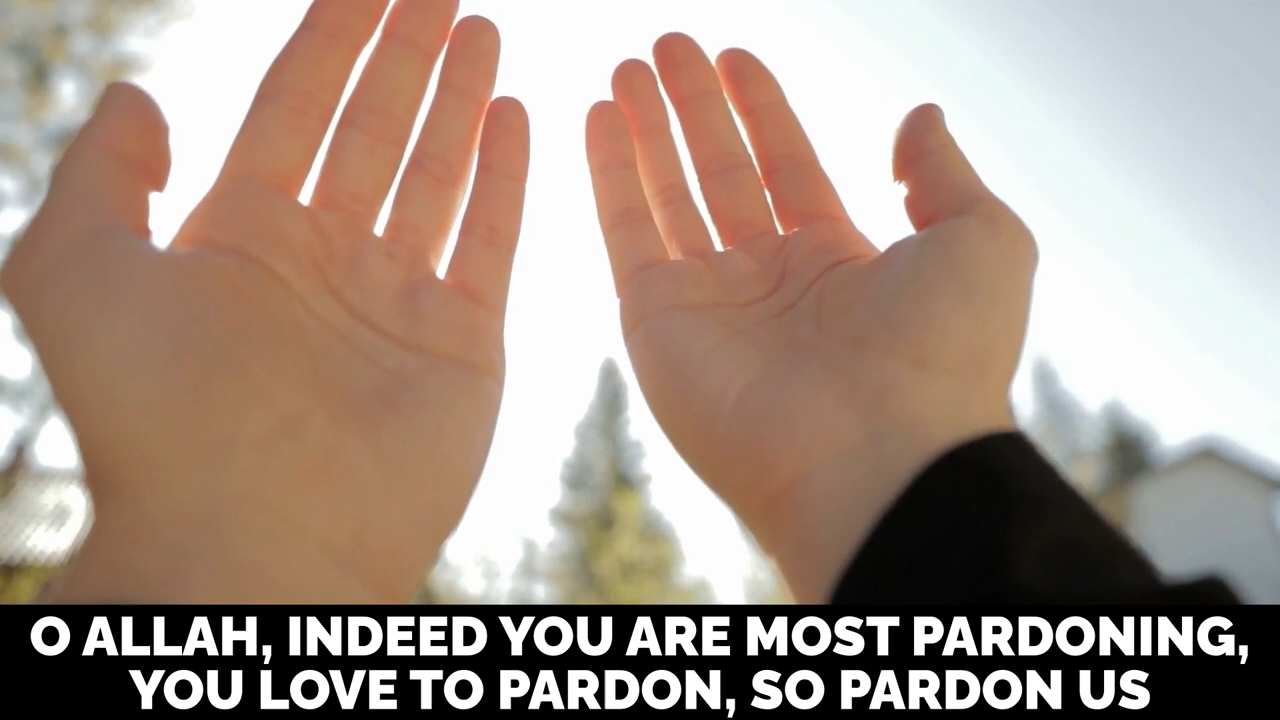 O ALLAH, INDEED YOU ARE MOST PARDONING,
YOU LOVE TO PARDON, SO PARDON US